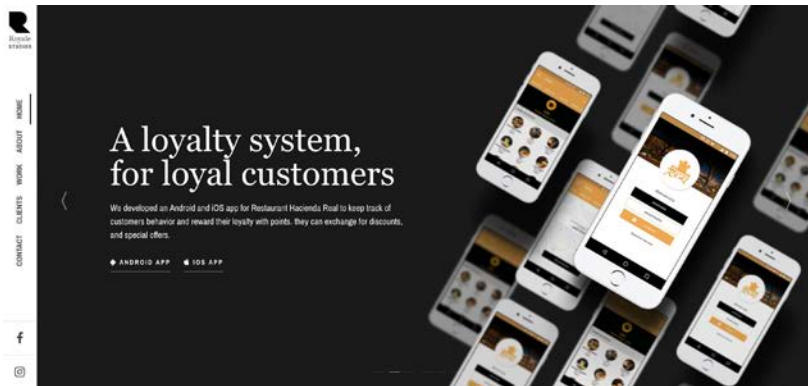 Royale
STUDIOS
HOME
ABOUT
WORK
CLIENTS
CONTACT
A loyalty system,
for loyal customers
We developed an Android and iOS app for Restaurant Hacienda Real to keep track of
customers behavior and reward their loyalty with points. they can exchange for discounts,
and special offers.
ANDROID APP
IOS APP